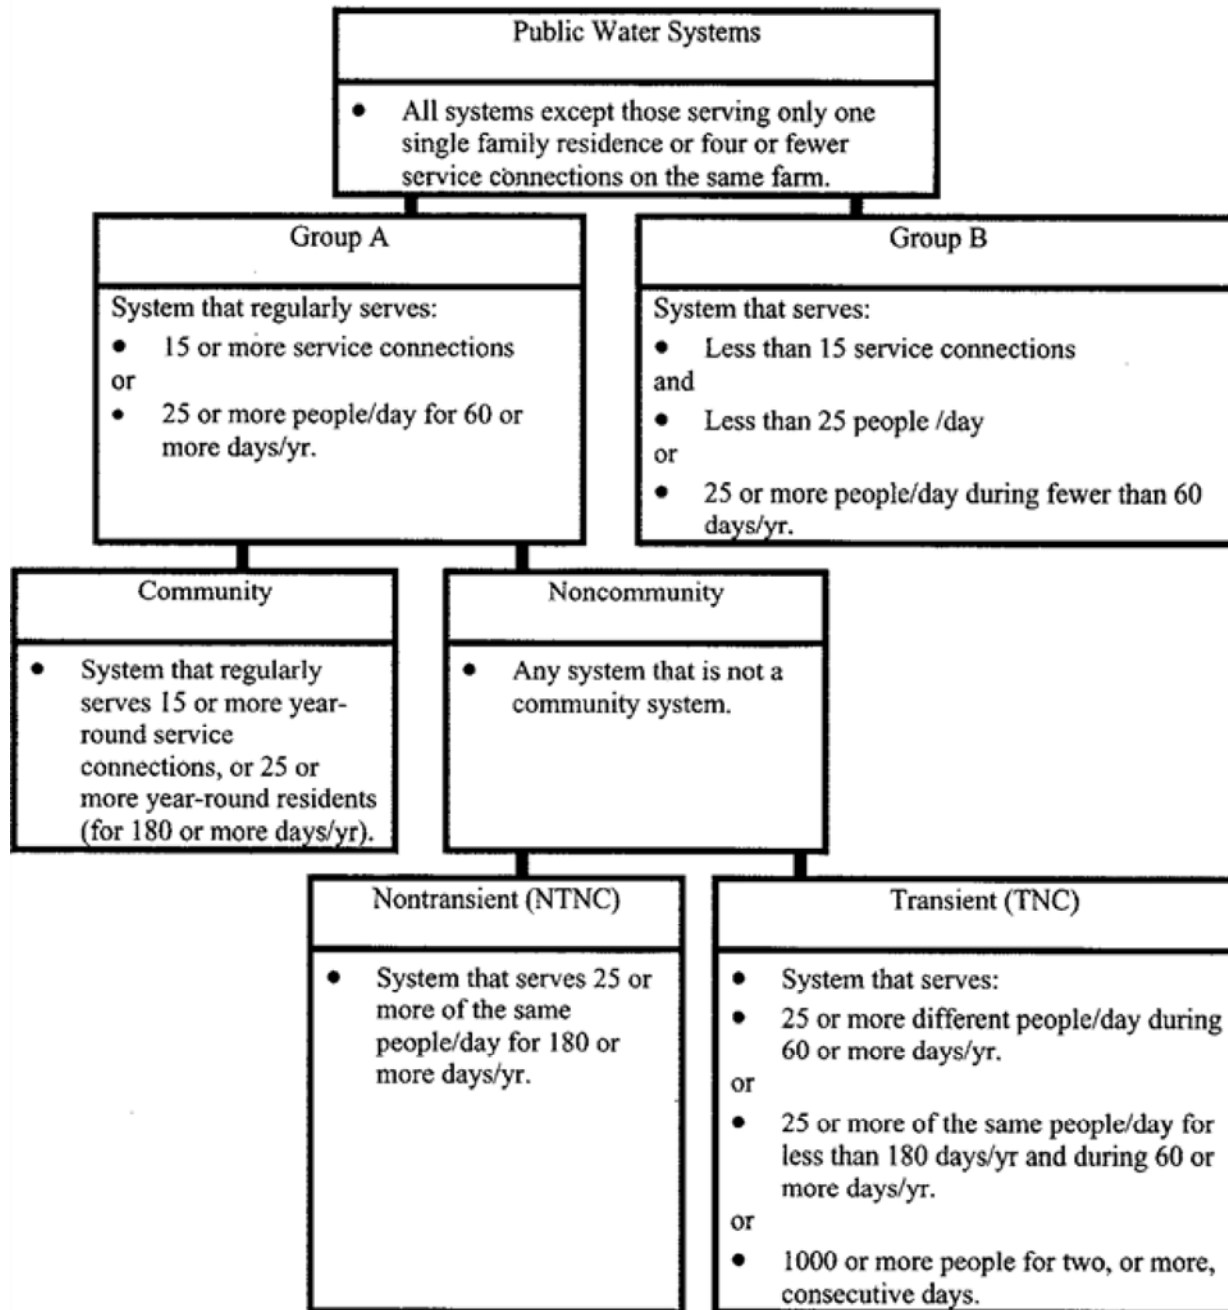 Public Water Systems
• All systems except those serving only one
single family residence or four or fewer
service connections on the same farm.
Group A
System that regularly serves:
• 15 or more service connections
or
• 25 or more people/day for 60 or
more days/yr.
Group B
System that serves:
• Less than 15 service connections
and
• Less than 25 people /day
or
• 25 or more people/day during fewer than 60
days/yr.
Community
• System that regularly
serves 15 or more year-
round service
connections, or 25 or
more year-round residents
(for 180 or more days/yr).
Noncommunity
• Any system that is not a
community system.
Nontransient (NTNC)
• System that serves 25 or
more of the same
people/day for 180 or
more days/yr.
Transient (TNC)
• System that serves:
• 25 or more different people/day during
60 or more days/yr.
or
• 25 or more of the same people/day for
less than 180 days/yr and during 60 or
more days/yr.
or
• 1000 or more people for two, or more,
consecutive days.